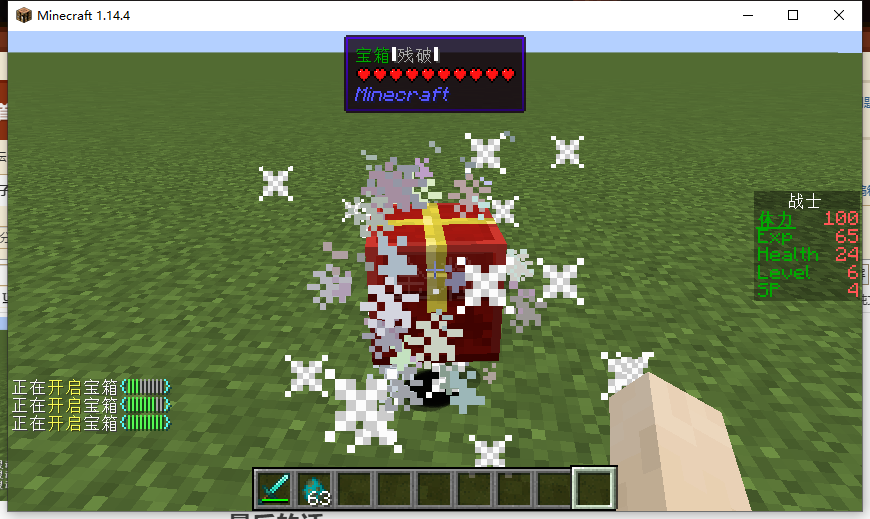 Minecraft 1.14.4
宝箱|残破|
Minecraft
战士
体力 100
Exp 65
Health 24
Level 6
SP 4
正在开启宝箱
正在开启宝箱
正在开启宝箱
63